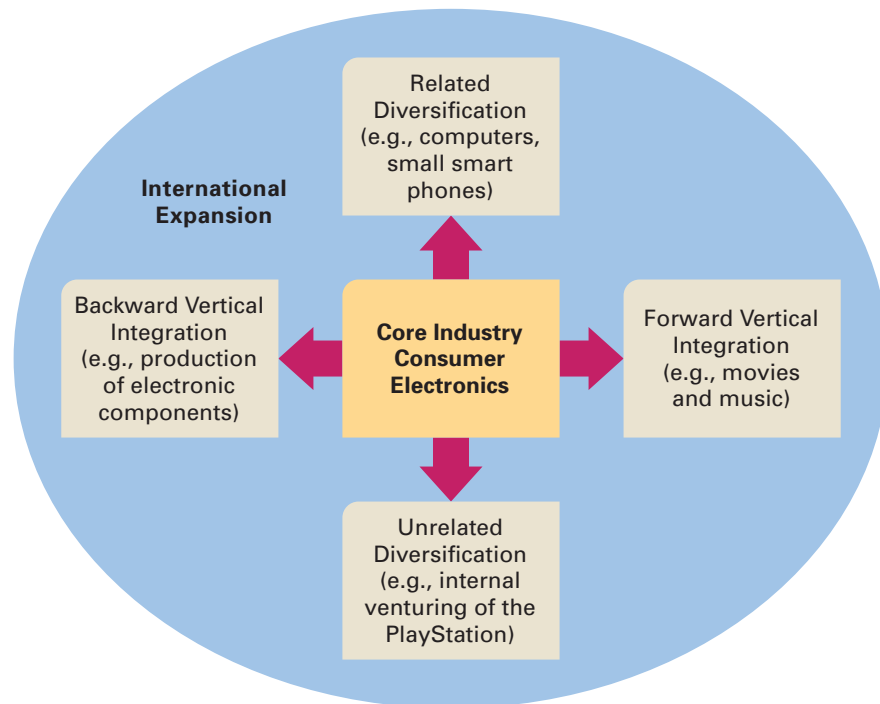 Related
Diversification
(e.g., computers,
small smart
phones)
International
Expansion
Backward Vertical
Integration
(e.g., production
of electronic
components)
Core Industry
Consumer
Electronics
Forward Vertical
Integration
(e.g., movies
and music)
Unrelated
Diversification
(e.g., internal
venturing of the
PlayStation)